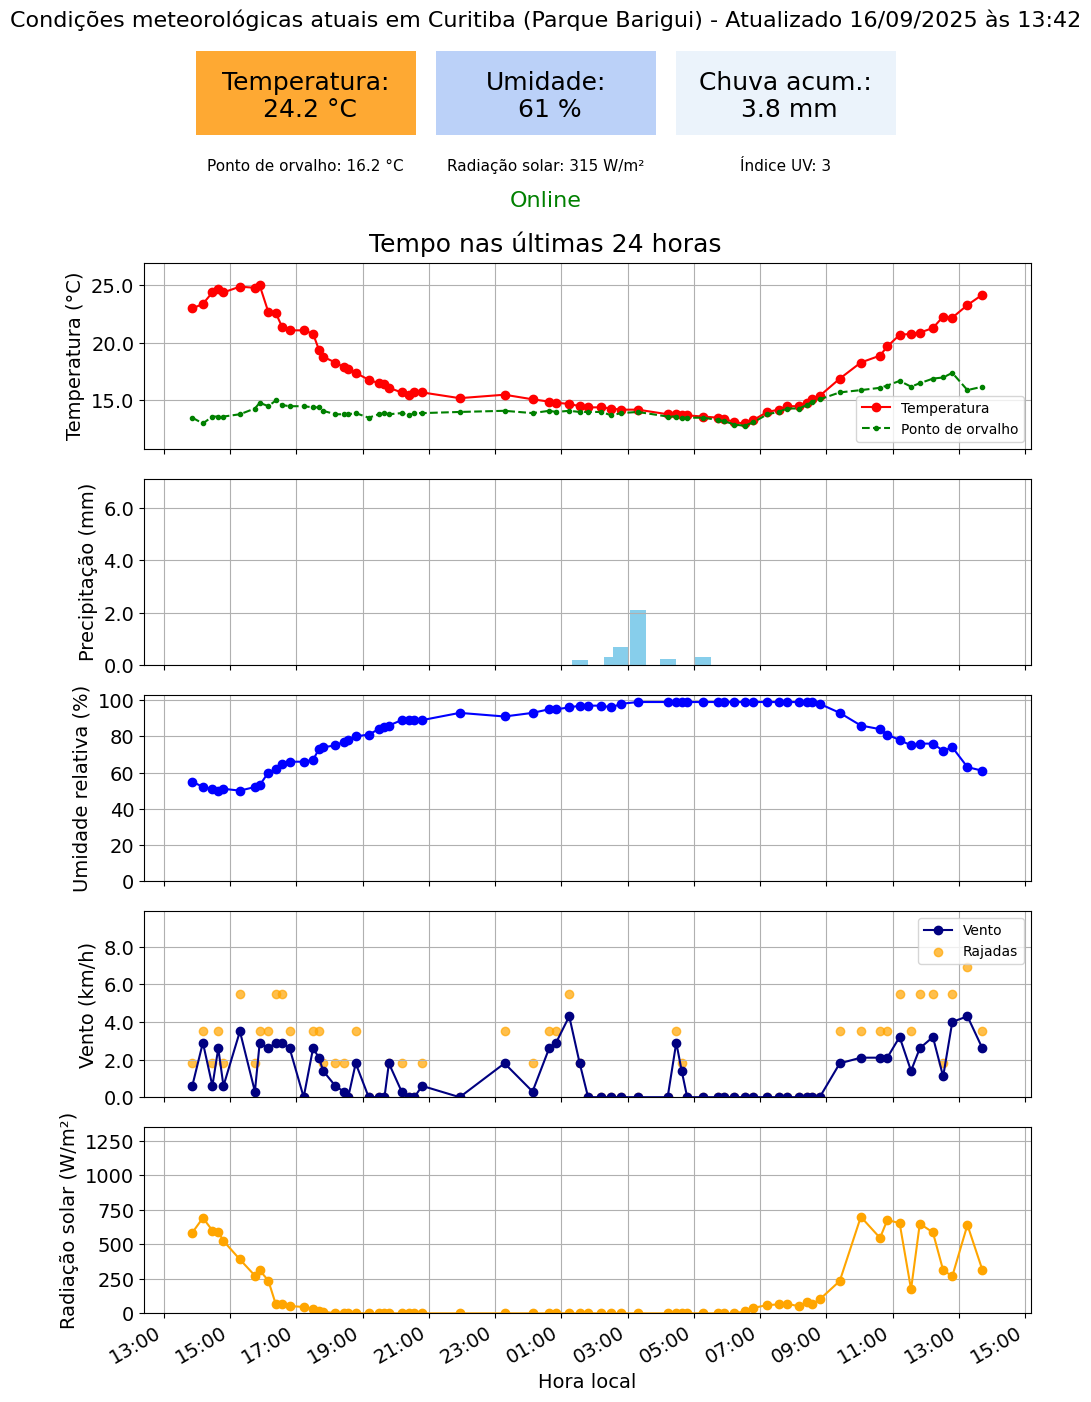 Condições meteorológicas atuais em Curitiba (Parque Barigui) - Atualizado 16/09/2025 às 13:42
Temperatura:
24.2 °C
Umidade:
61 %
Chuva acum.:
3.8 mm
Ponto de orvalho: 16.2 °C
Radiação solar: 315 W/m²
Índice UV: 3
Online
Tempo nas últimas 24 horas
Temperatura (°C)
25.0
20.0
15.0
Temperatura
Ponto de orvalho
Precipitação (mm)
6.0
4.0
2.0
0.0
Umidade relativa (%)
100
80
60
40
20
0
Vento (km/h)
8.0
6.0
4.0
2.0
0.0
Vento
Rajadas
Radiação solar (W/m²)
1250
1000
750
500
250
0
13:00
15:00
17:00
19:00
21:00
23:00
01:00
03:00
05:00
07:00
09:00
11:00
13:00
15:00
Hora local